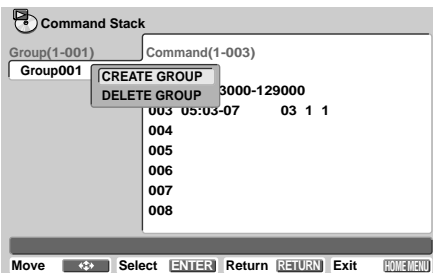 Command Stack
Group(1-001) Command(1-003)
Group001
CREATE GROUP
DELETE GROUP
3000-129000
003 05:03-07 03 1 1
004
005
006
007
008
Move Select ENTER Return RETURN Exit HOME MENU